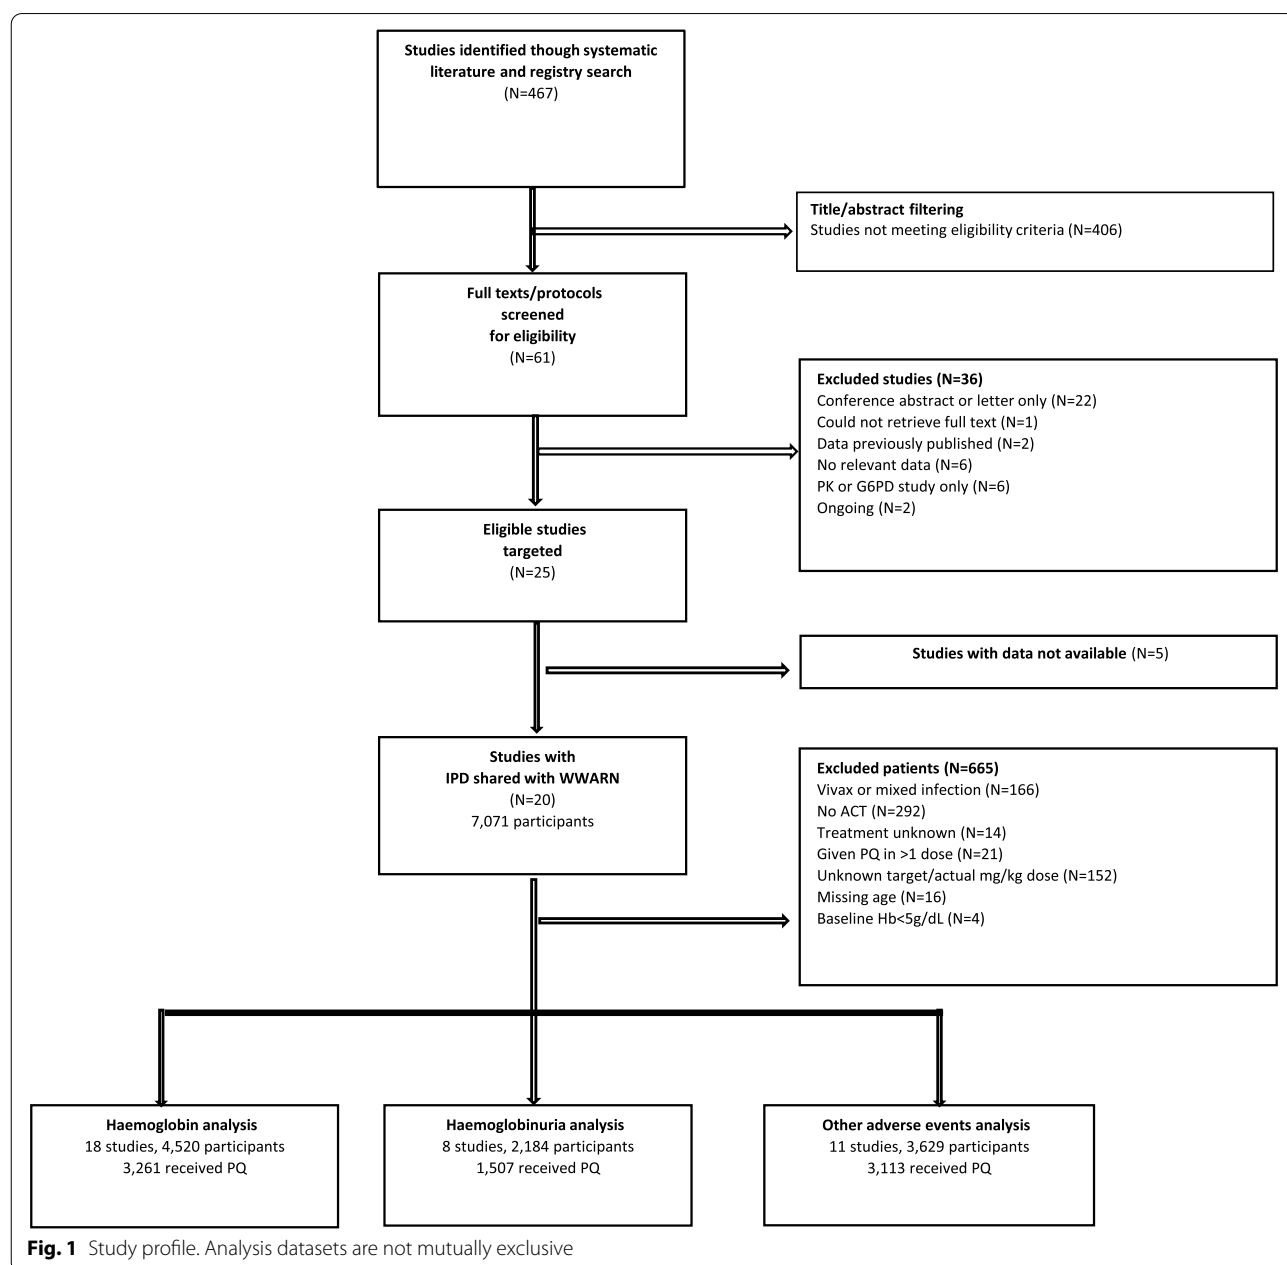 Studies identified though systematic
literature and registry search
(N=467)
Title/abstract filtering
Studies not meeting eligibility criteria (N=406)
Full texts/protocols
screened
for eligibility
(N=61)
Excluded studies (N=36)
Conference abstract or letter only (N=22)
Could not retrieve full text (N=1)
Data previously published (N=2)
No relevant data (N=6)
PK or G6PD study only (N=6)
Ongoing (N=2)
Eligible studies
targeted
(N=25)
Studies with data not available (N=5)
Studies with
IPD shared with WWARN
(N=20)
7,071 participants
Excluded patients (N=665)
Vivax or mixed infection (N=166)
No ACT (N=292)
Treatment unknown (N=14)
Given PQ in >1 dose (N=21)
Unknown target/actual mg/kg dose (N=152)
Missing age (N=16)
Baseline Hb<5g/dL (N=4)
Haemoglobin analysis
18 studies, 4,520 participants
3,261 received PQ
Haemoglobinuria analysis
8 studies, 2,184 participants
1,507 received PQ
Other adverse events analysis
11 studies, 3,629 participants
3,113 received PQ
Fig. 1 Study profile. Analysis datasets are not mutually exclusive